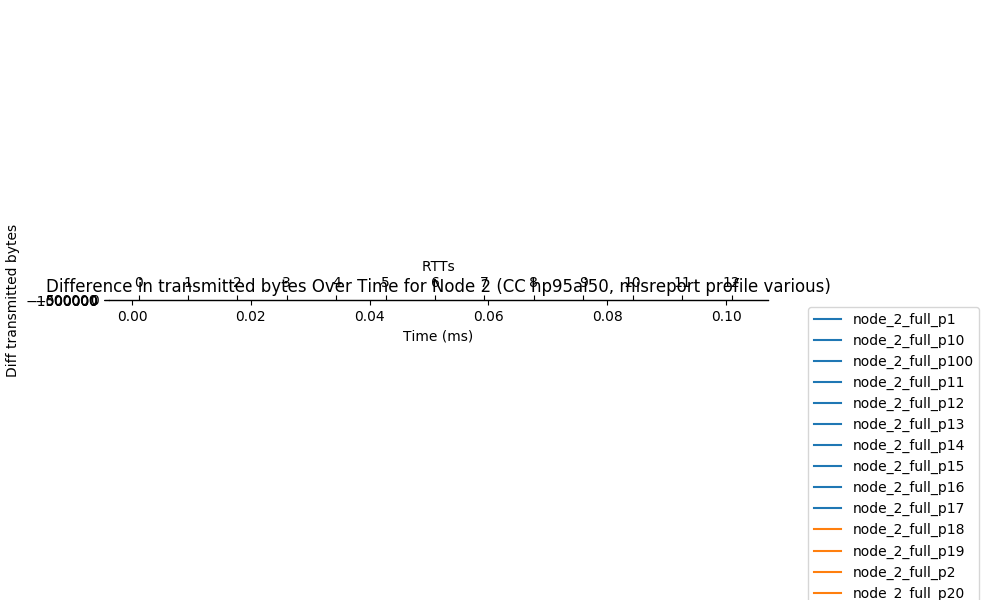 RTTs
0 1 2 3 4 5 6 7 8 9 10 11 12
Difference in transmitted bytes Over Time for Node 2 (CC hp95ai50, misreport profile various)
Diff transmitted bytes
0.00 0.02 0.04 0.06 0.08 0.10
Time (ms)
node_2_full_p1
node_2_full_p10
node_2_full_p100
node_2_full_p11
node_2_full_p12
node_2_full_p13
node_2_full_p14
node_2_full_p15
node_2_full_p16
node_2_full_p17
node_2_full_p18
node_2_full_p19
node_2_full_p2
node_2_full_p20